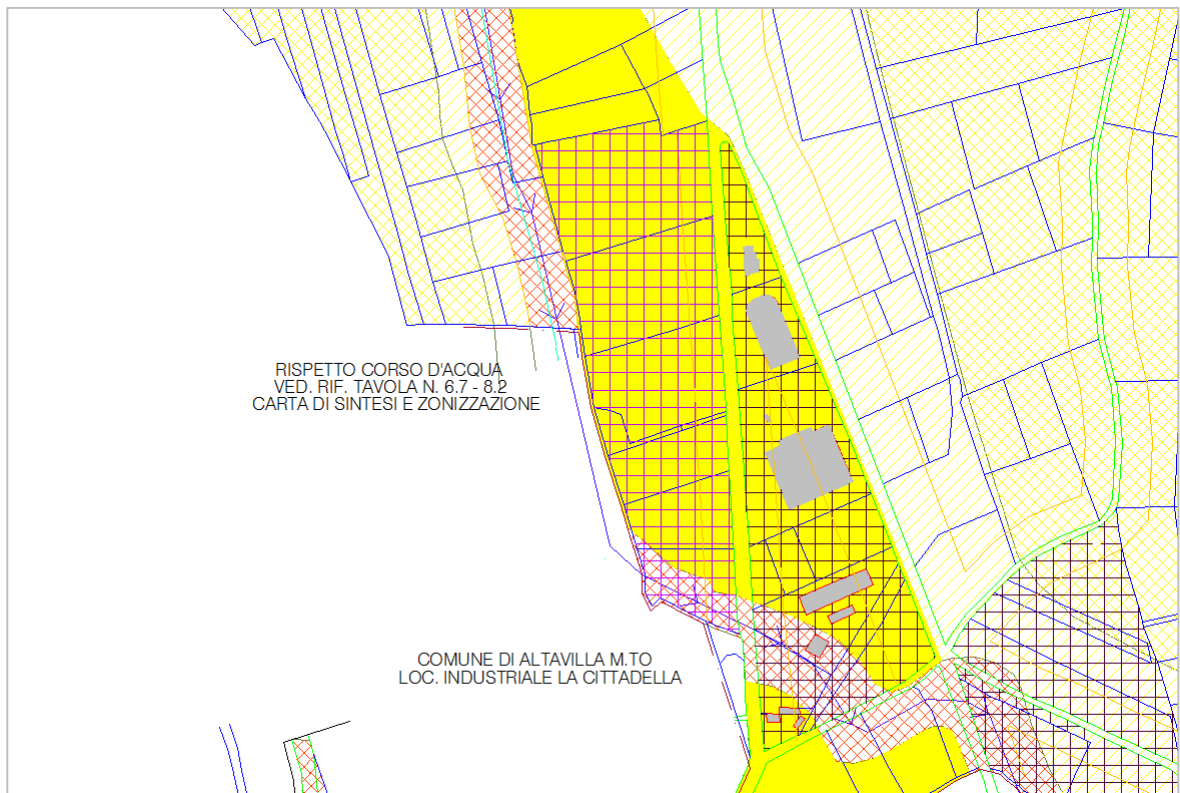 RISPETTO CORSO D'ACQUA
VED. RIF. TAVOLA N. 6.7 - 8.2
CARTA DI SINTESI E ZONIZZAZIONE
COMUNE DI ALTAVILLA M.TO
LOC. INDUSTRIALE LA CITTADELLA